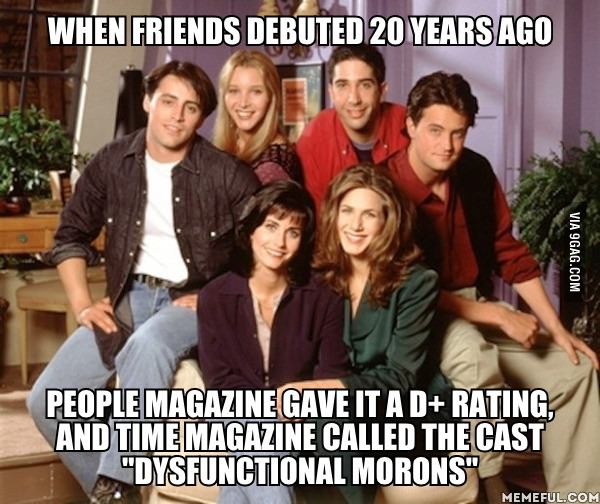 WHEN FRIENDS DEBUTED 20 YEARS AGO
VIA 9GAG.COM
PEOPLE MAGAZINE GAVE IT A D+ RATING,
AND TIME MAGAZINE CALLED THE CAST
"DYSFUNCTIONAL MORONS"
MEMEFUL.COM